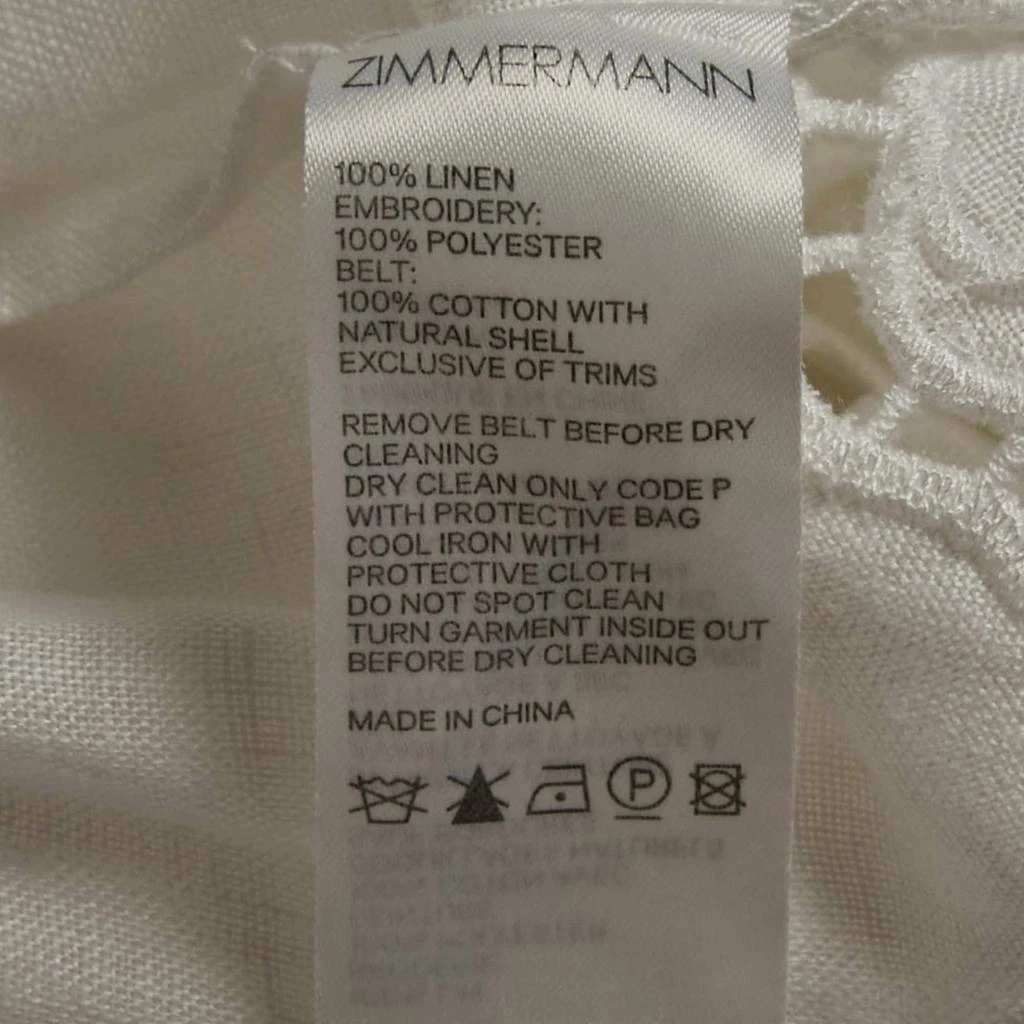 ZIMMERMANN
100% LINEN
EMBROIDERY:
100% POLYESTER
BELT:
100% COTTON WITH
NATURAL SHELL
EXCLUSIVE OF TRIMS
REMOVE BELT BEFORE DRY
CLEANING
DRY CLEAN ONLY CODE P
WITH PROTECTIVE BAG
COOL IRON WITH
PROTECTIVE CLOTH
DO NOT SPOT CLEAN
TURN GARMENT INSIDE OUT
BEFORE DRY CLEANING
MADE IN CHINA
P